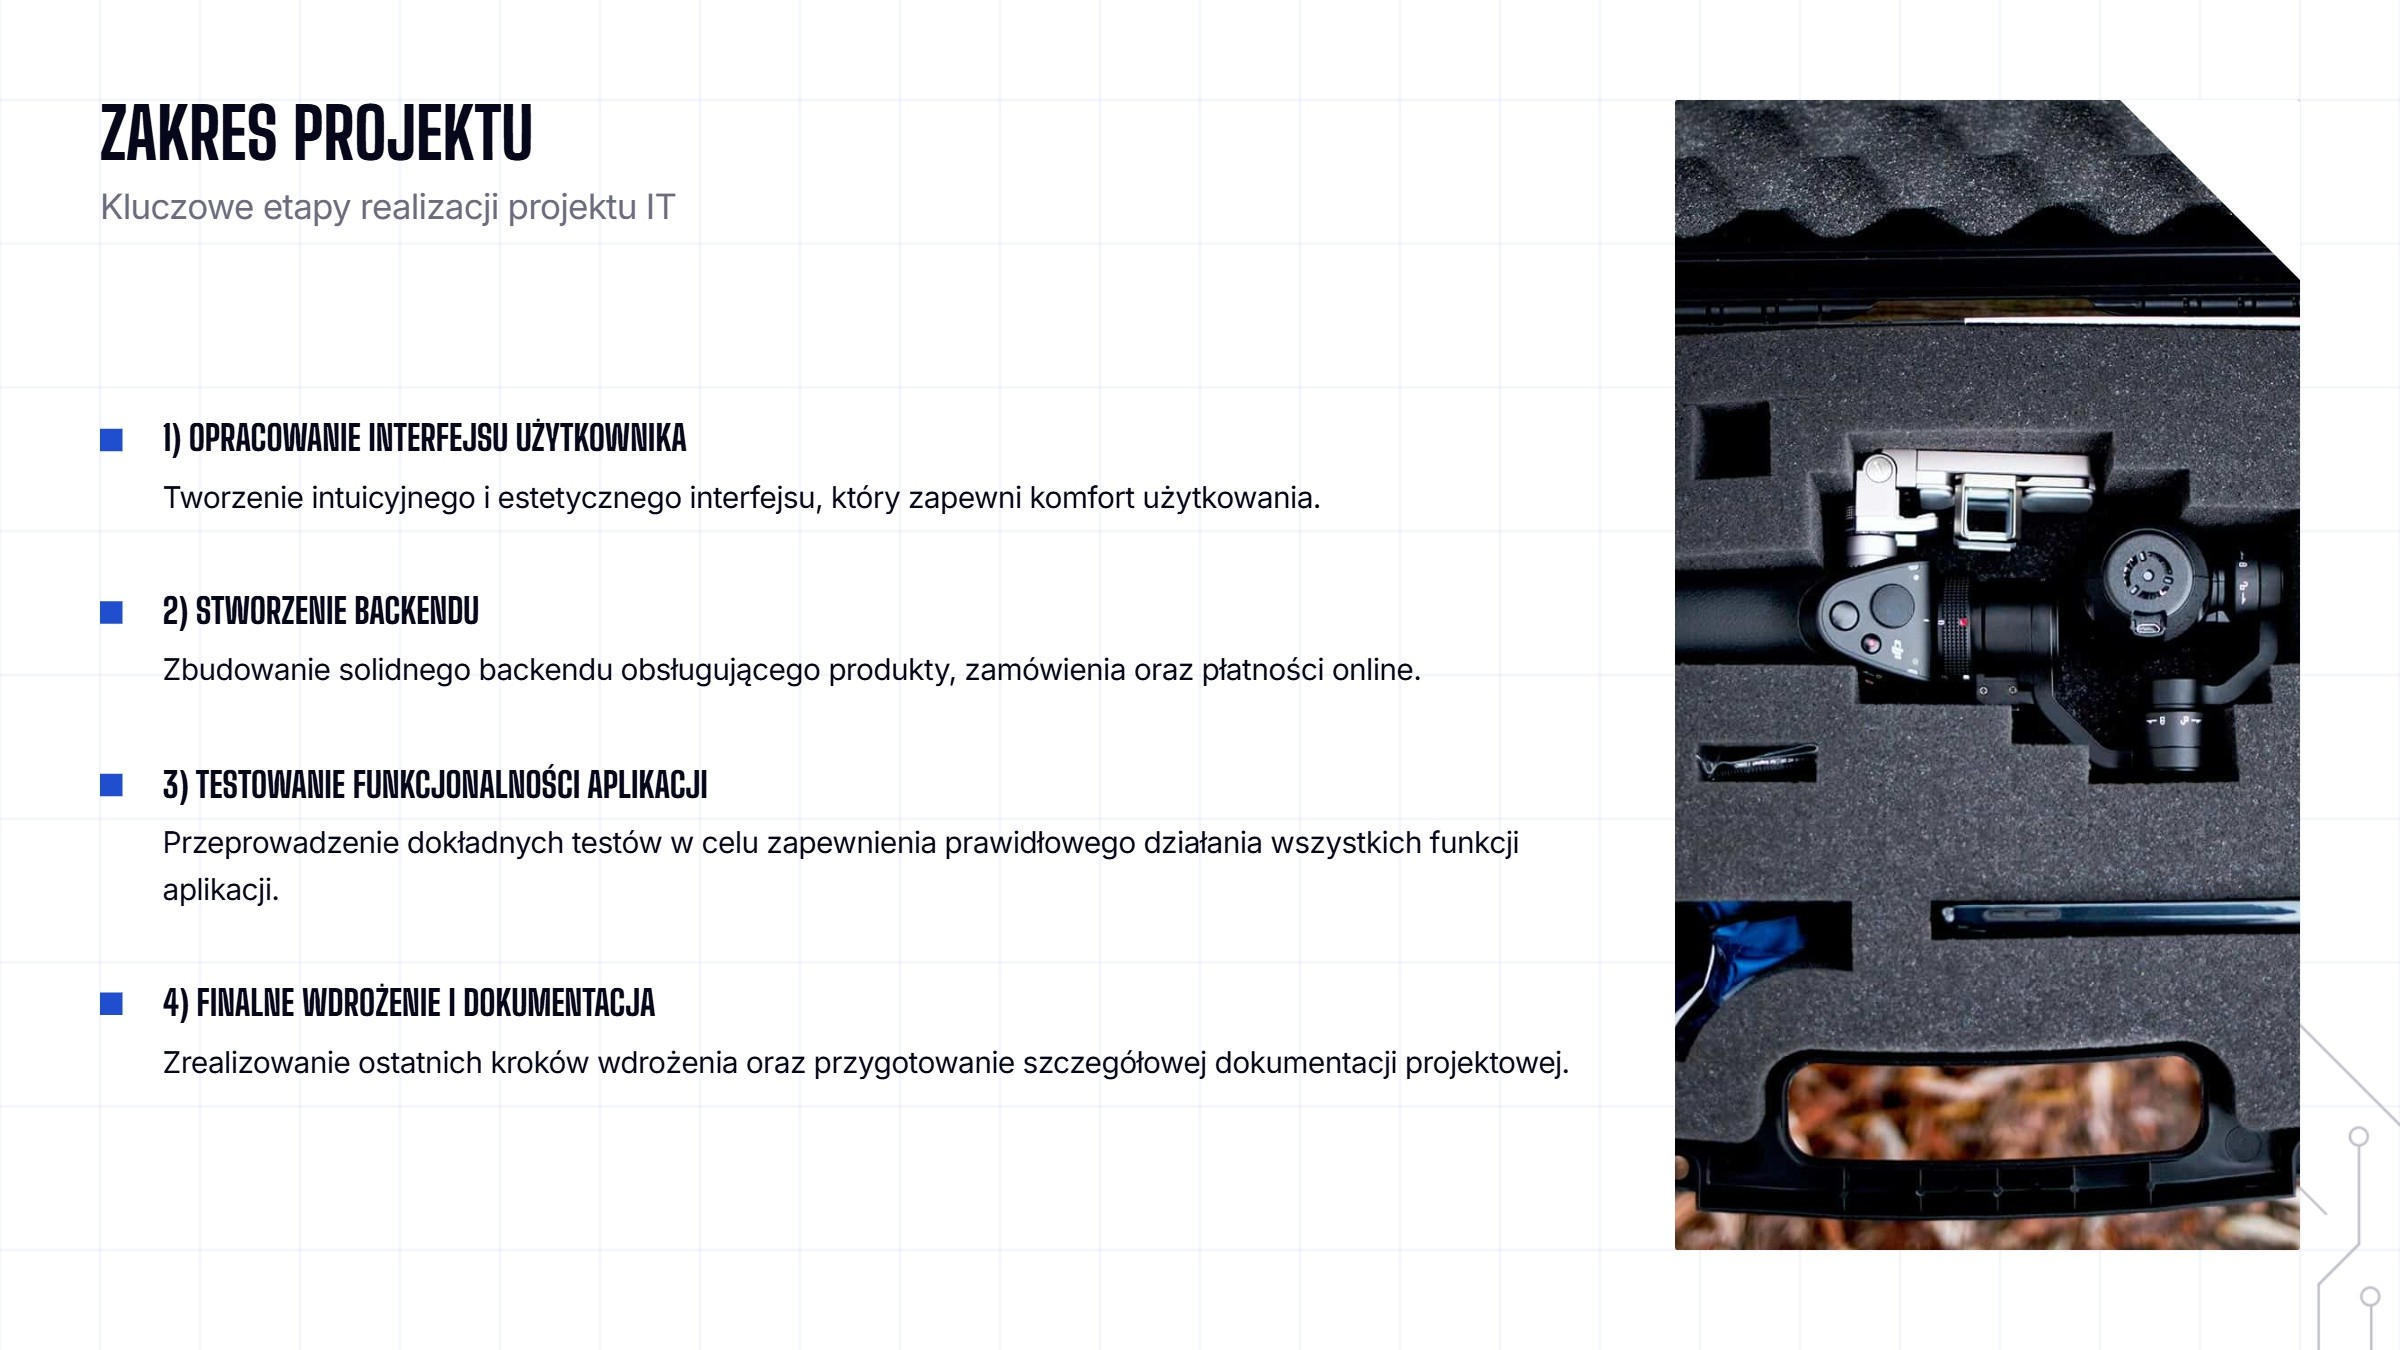 ZAKRES PROJEKTU
Kluczowe etapy realizacji projektu IT
1) OPRACOWANIE INTERFEJSU UŻYTKOWNIKA
Tworzenie intuicyjnego i estetycznego interfejsu, który zapewni komfort użytkowania.
2) STWORZENIE BACKENDU
Zbudowanie solidnego backendu obsługującego produkty, zamówienia oraz płatności online.
3) TESTOWANIE FUNKCJONALNOŚCI APLIKACJI
Przeprowadzenie dokładnych testów w celu zapewnienia prawidłowego działania wszystkich funkcji
aplikacji.
4) FINALNE WDROŻENIE I DOKUMENTACJA
Zrealizowanie ostatnich kroków wdrożenia oraz przygotowanie szczegółowej dokumentacji projektowej.
dji